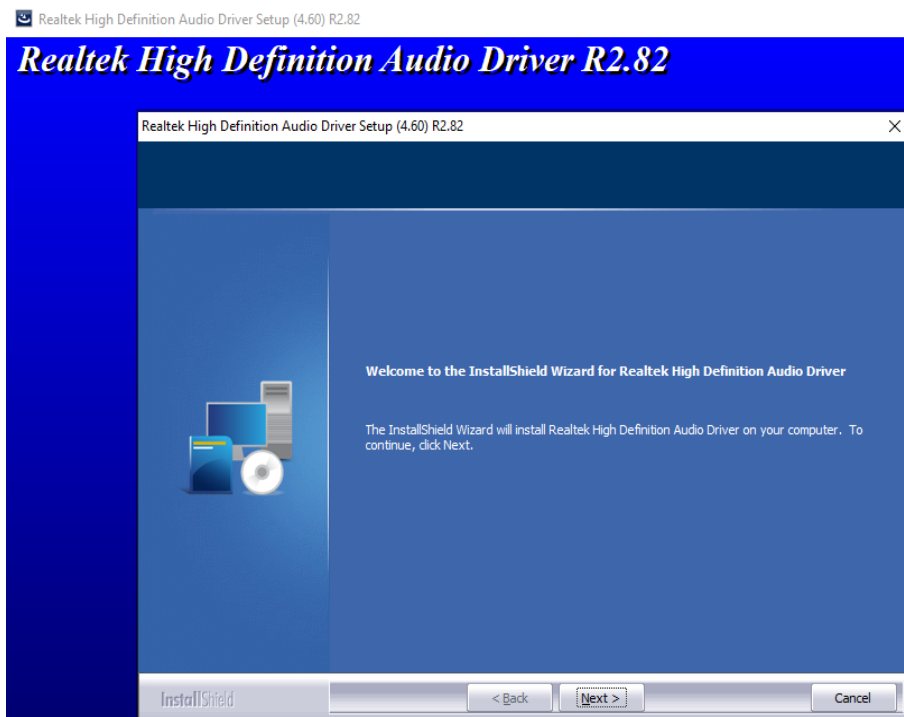 Realtek High Definition Audio Driver Setup (4.60) R2.82
Realtek High Definition Audio Driver R2.82
Realtek High Definition Audio Driver Setup (4.60) R2.82
Welcome to the InstallShield Wizard for Realtek High Definition Audio Driver
The InstallShield Wizard will install Realtek High Definition Audio Driver on your computer. To
continue, click Next.
InstallShield
< Back
Next >
Cancel